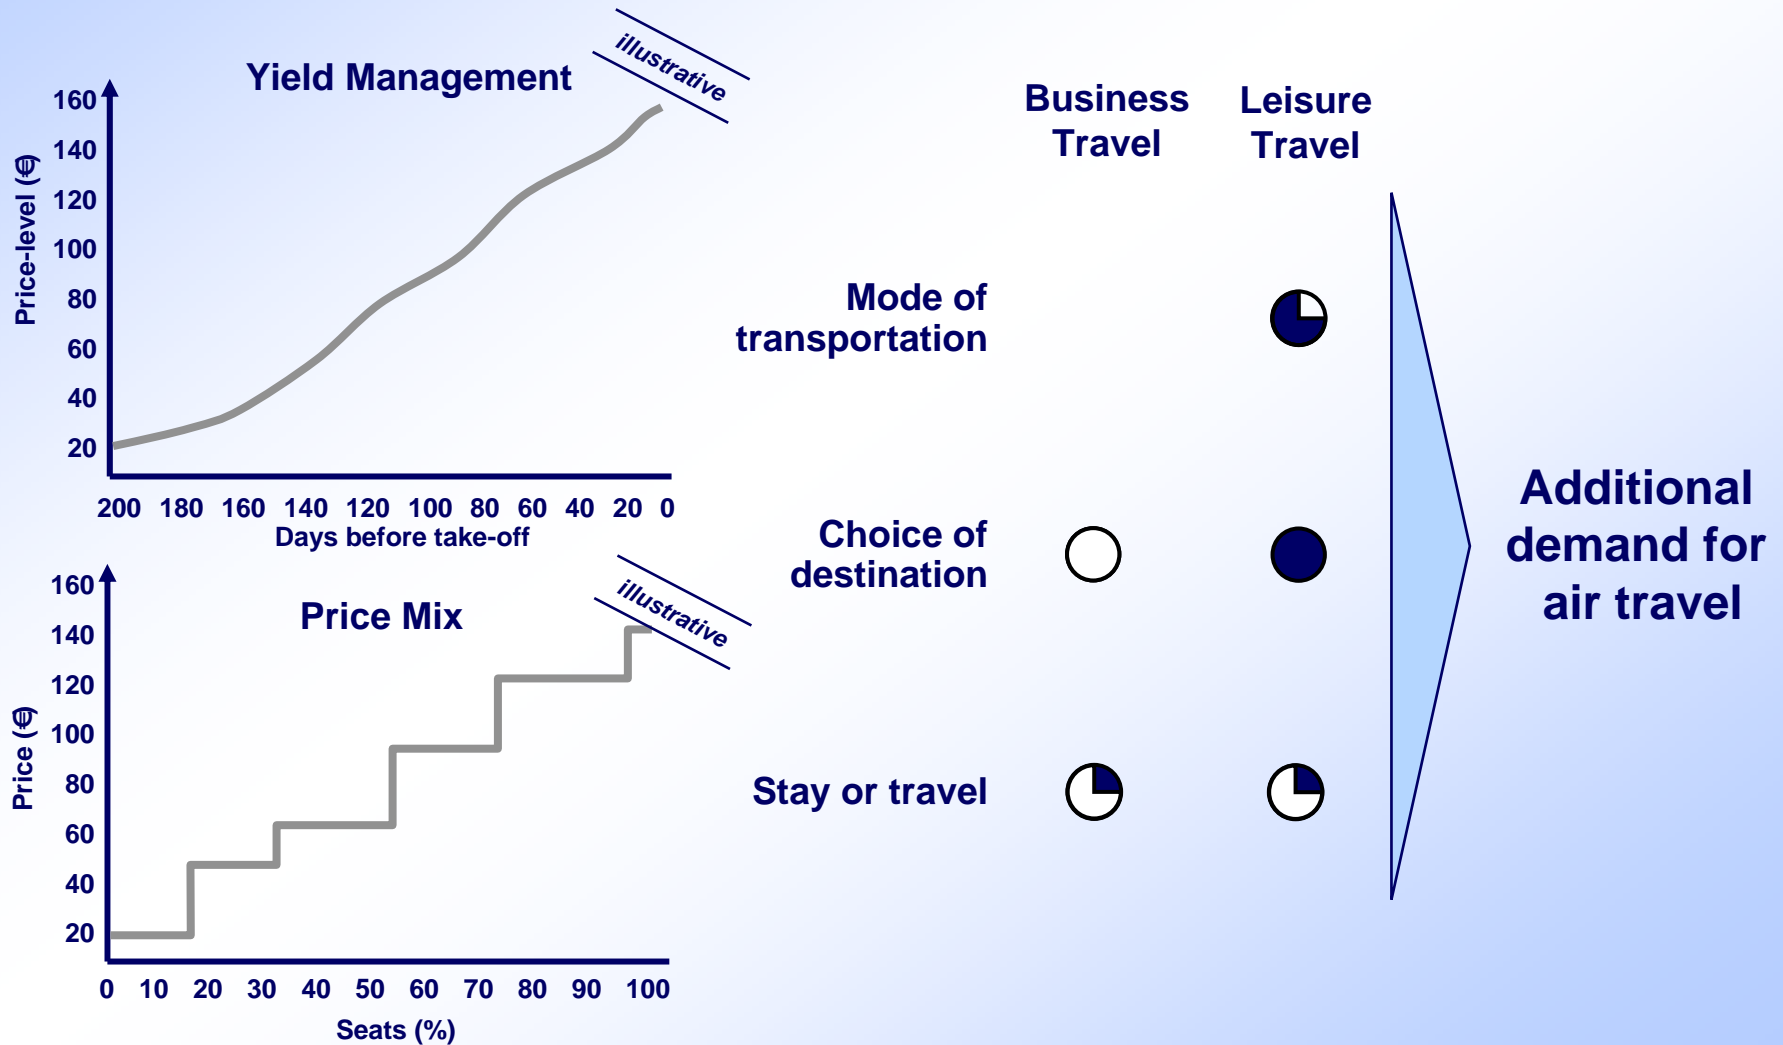 Yield Management
illustrative
Price-level (€)
160
140
120
100
80
60
40
20
200 180 160 140 120 100 80 60 40 20 0
Days before take-off
Price Mix
illustrative
Price (€)
160
140
120
100
80
60
40
20
0 10 20 30 40 50 60 70 80 90 100
Seats (%)
Business
Travel
Leisure
Travel
Mode of
transportation
Choice of
destination
Stay or travel
Additional
demand for
air travel